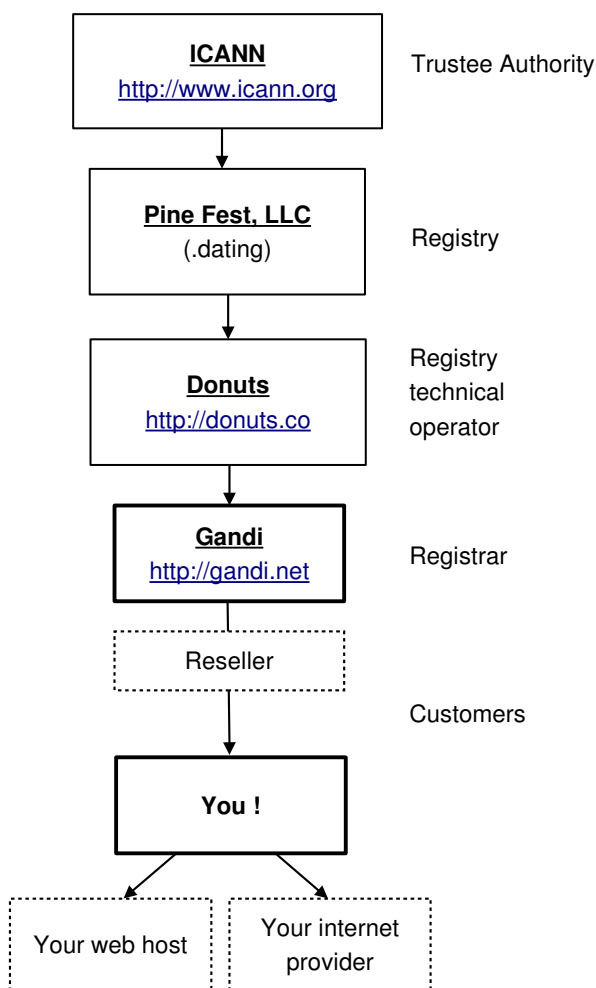 ICANN
http://www.icann.org
Trustee Authority
Pine Fest, LLC
(.dating)
Registry
Donuts
http://donuts.co
Registry
technical
operator
Gandi
http://gandi.net
Registrar
Reseller
Customers
You !
Your web host
Your internet
provider